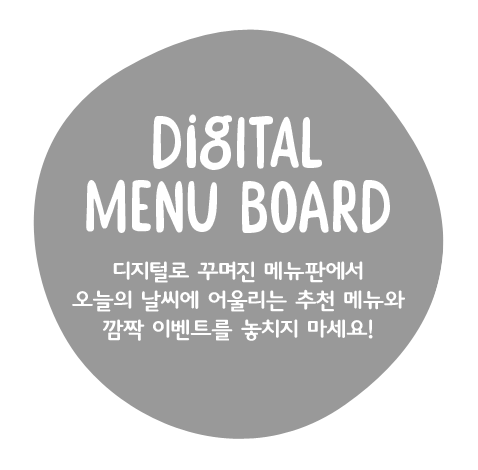 DigITAL
MENU BOARD
디지털로 꾸며진 메뉴판에서
오늘의 날씨에 어울리는 추천 메뉴와
깜짝 이벤트를 놓치지 마세요!